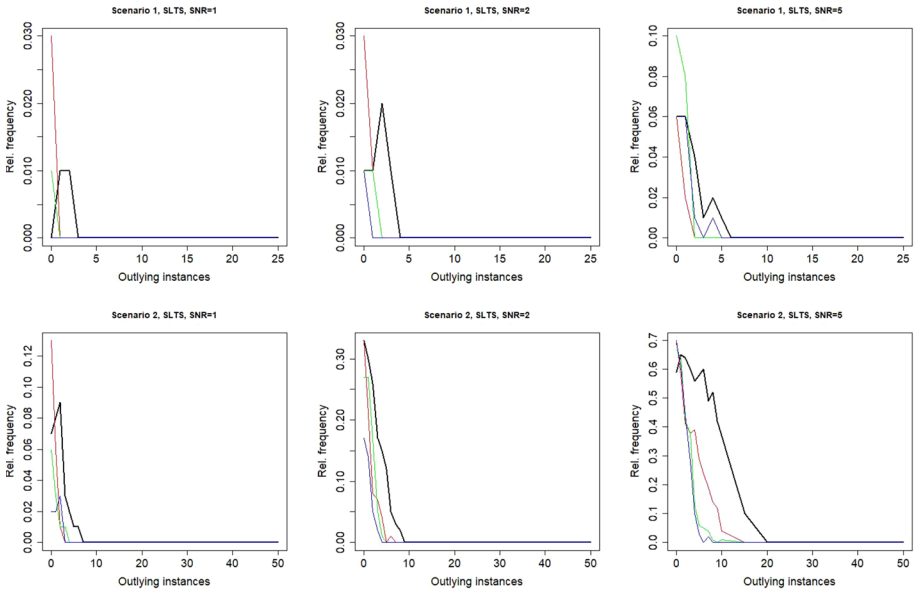 Scenario 1, SLTS, SNR=1
Rel. frequency
0.030
0.020
0.010
0.000
0 5 10 15 20 25
Outlying instances
Scenario 1, SLTS, SNR=2
Rel. frequency
0.030
0.020
0.010
0.000
0 5 10 15 20 25
Outlying instances
Scenario 1, SLTS, SNR=5
Rel. frequency
0.10
0.08
0.06
0.04
0.02
0.00
0 5 10 15 20 25
Outlying instances
Scenario 2, SLTS, SNR=1
Rel. frequency
0.12
0.10
0.08
0.06
0.04
0.02
0.00
0 10 20 30 40 50
Outlying instances
Scenario 2, SLTS, SNR=2
Rel. frequency
0.30
0.20
0.10
0.00
0 10 20 30 40 50
Outlying instances
Scenario 2, SLTS, SNR=5
Rel. frequency
0.7
0.6
0.5
0.4
0.3
0.2
0.1
0.0
0 10 20 30 40 50
Outlying instances